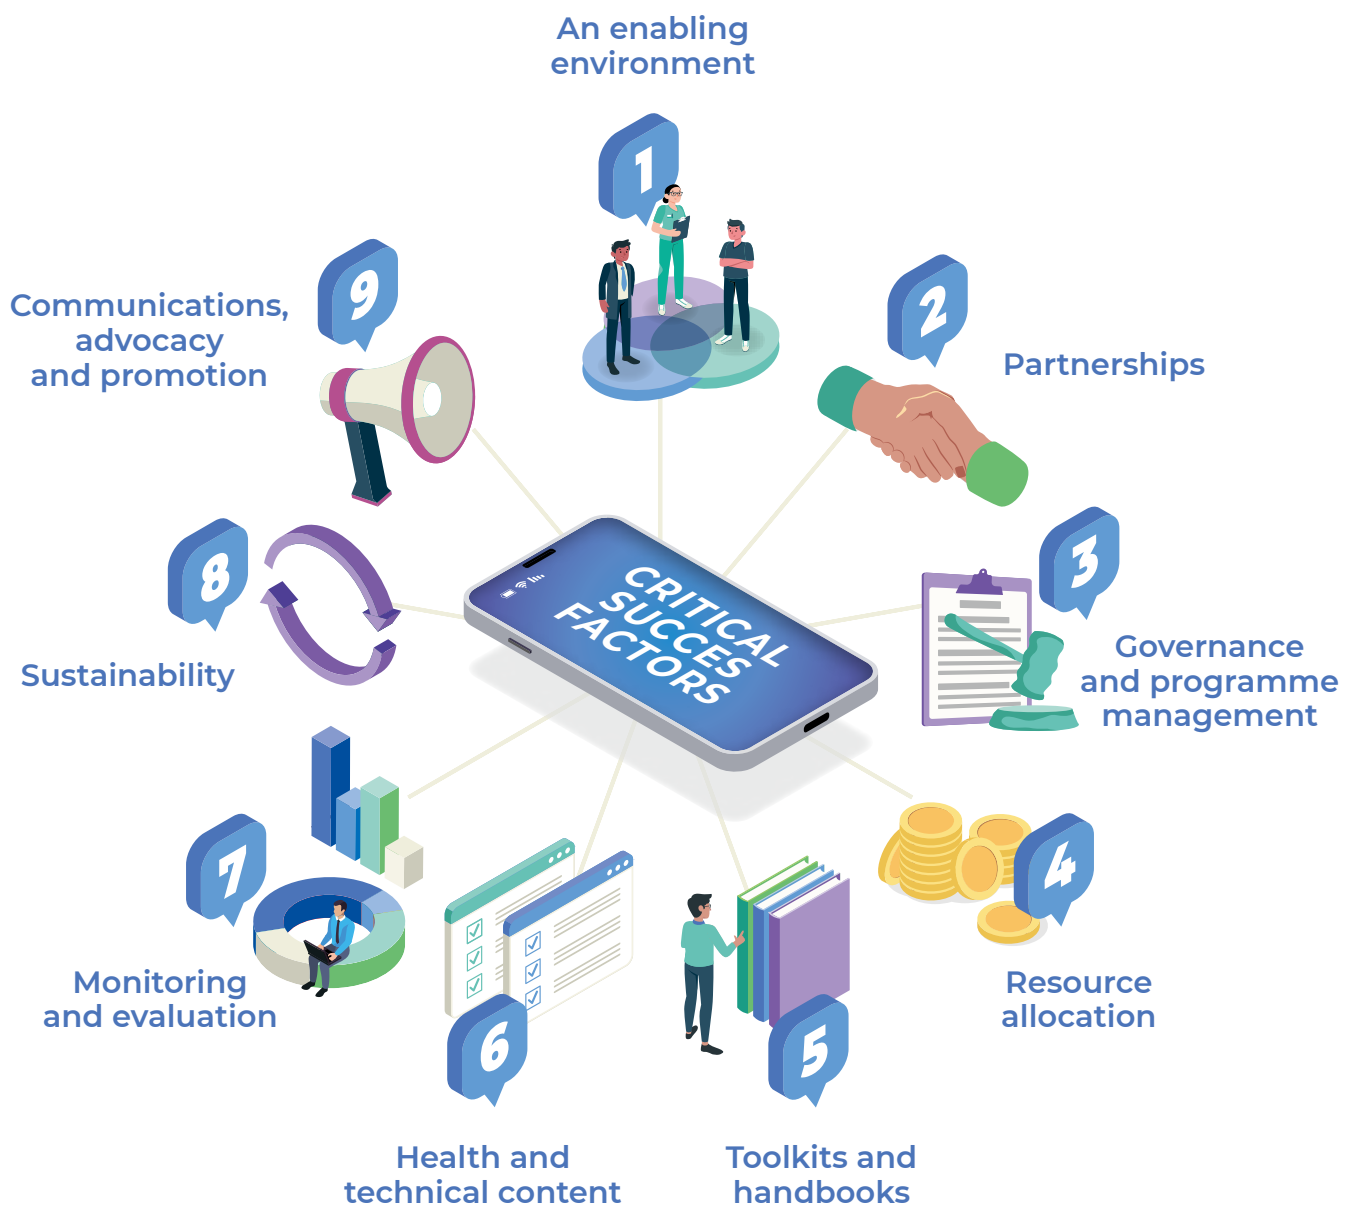 An enabling
environment
1
2
Partnerships
3
Governance
and programme
management
4
Resource
allocation
5
Toolkits and
handbooks
6
Health and
technical content
7
Monitoring
and evaluation
8
Sustainability
9
Communications,
advocacy
and promotion
CRITICAL
SUCCES
FACTORS